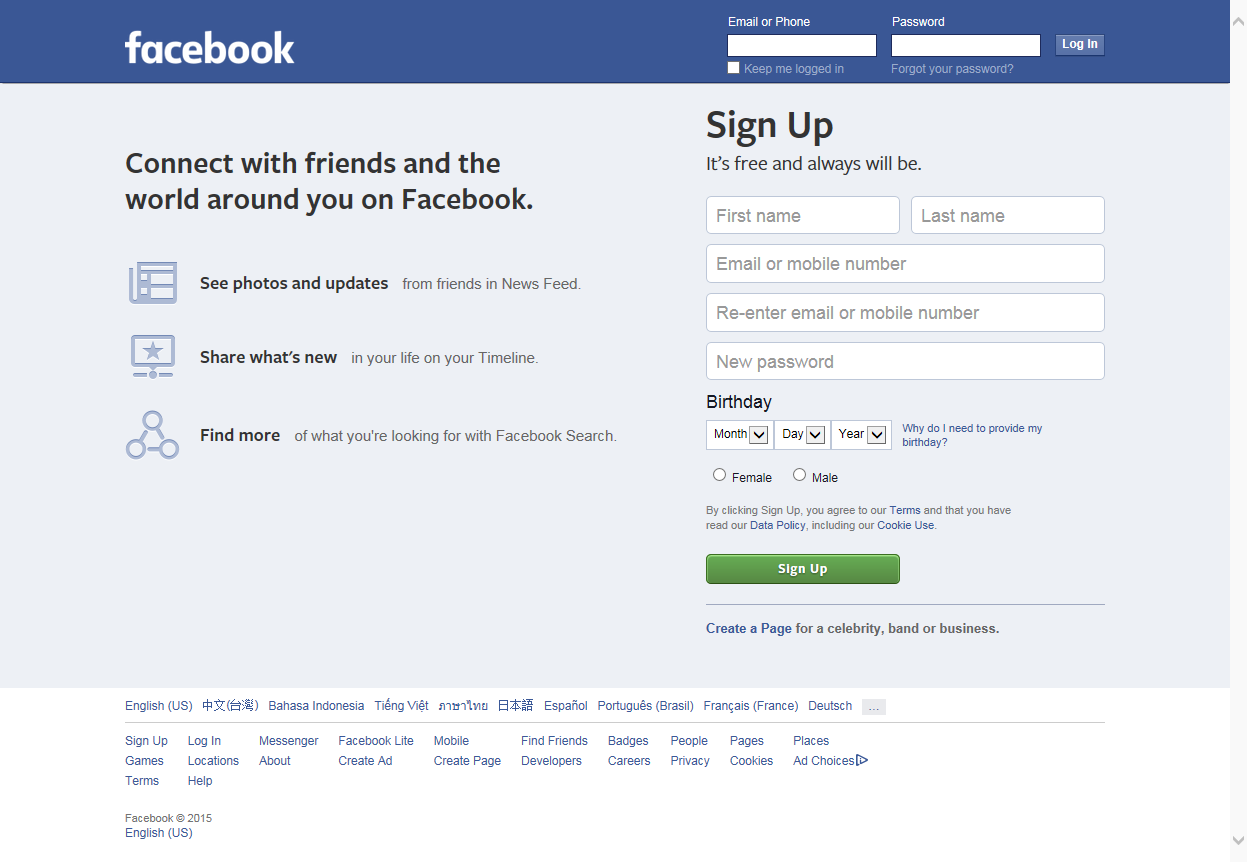 facebook
Email or Phone
Password
Log In
Keep me logged in
Forgot your password?
Connect with friends and the
world around you on Facebook.
See photos and updates from friends in News Feed.
Share what's new in your life on your Timeline.
Find more of what you're looking for with Facebook Search.
Sign Up
It's free and always will be.
First name
Last name
Email or mobile number
Re-enter email or mobile number
New password
Birthday
Month Day Year
Why do I need to provide my
birthday?
Female Male
By clicking Sign Up, you agree to our Terms and that you have
read our Data Policy, including our Cookie Use.
Sign Up
Create a Page for a celebrity, band or business.
English (US) 中文(台灣) Bahasa Indonesia Tiếng Việt ภาษาไทย 日本語 Español Português (Brasil) Français (France) Deutsch ...
Sign Up Log In Messenger Facebook Lite Mobile Find Friends Badges People Pages Places
Games Locations About Create Ad Create Page Developers Careers Privacy Cookies Ad Choices
Terms Help
Facebook © 2015
English (US)